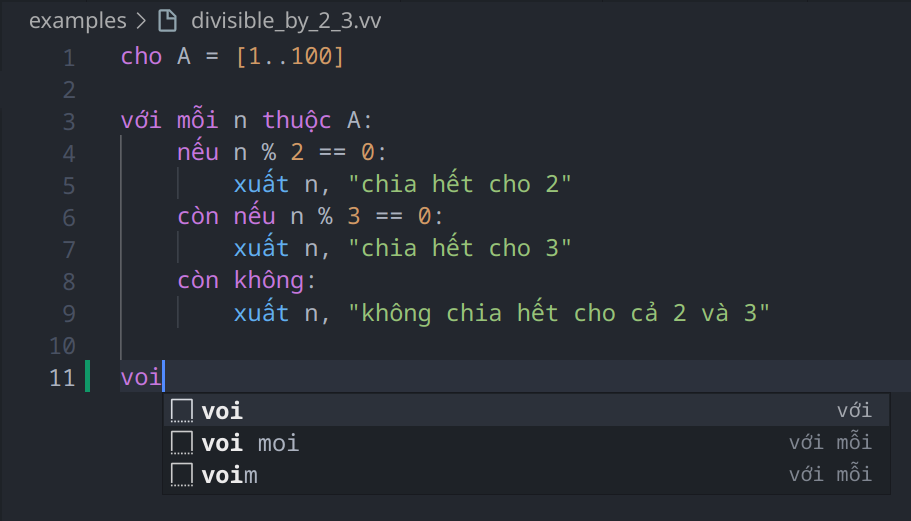 examples > divisible_by_2_3.vv
1 cho A = [1..100]
2
3 với mỗi n thuộc A:
4 nếu n % 2 == 0:
5 xuất n, "chia hết cho 2"
6 còn nếu n % 3 == 0:
7 xuất n, "chia hết cho 3"
8 còn không:
9 xuất n, "không chia hết cho cả 2 và 3"
10
11 voi
voi với
voi moi với mỗi
voim với mỗi